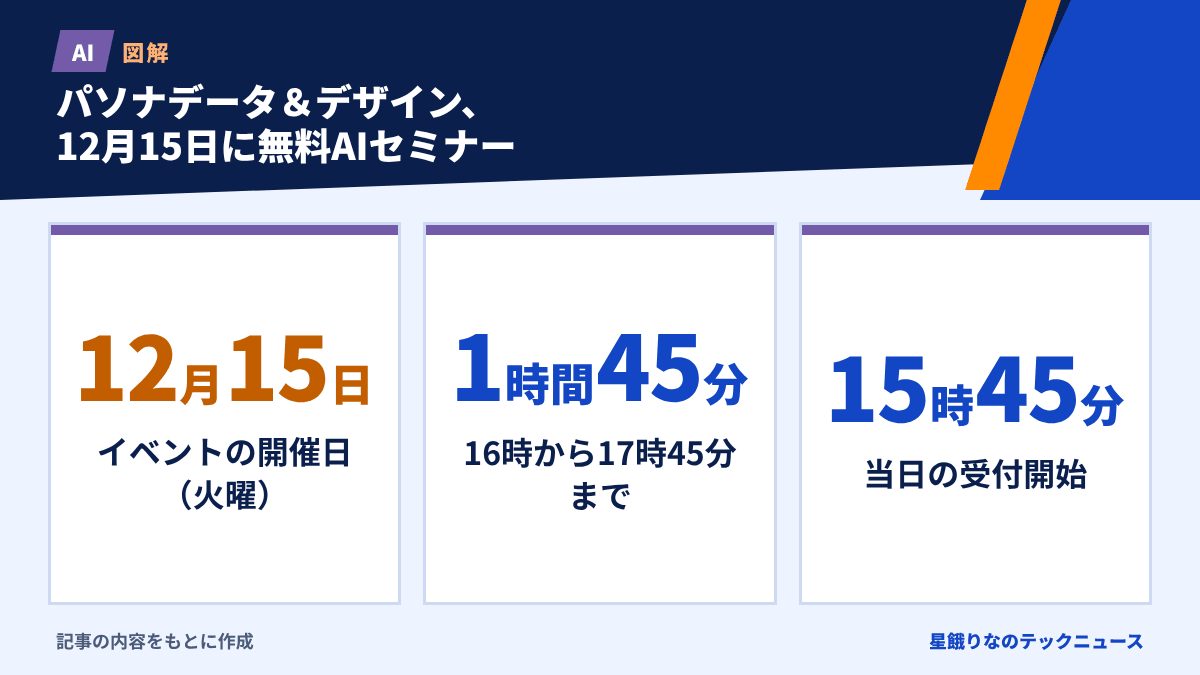 AI 図解
パソナデータ&デザイン、
12月15日に無料AIセミナー
12月15日
イベントの開催日
(火曜)
1時間45分
16時から17時45分
まで
15時45分
当日の受付開始
記事の内容をもとに作成
星餓りなのテックニュース